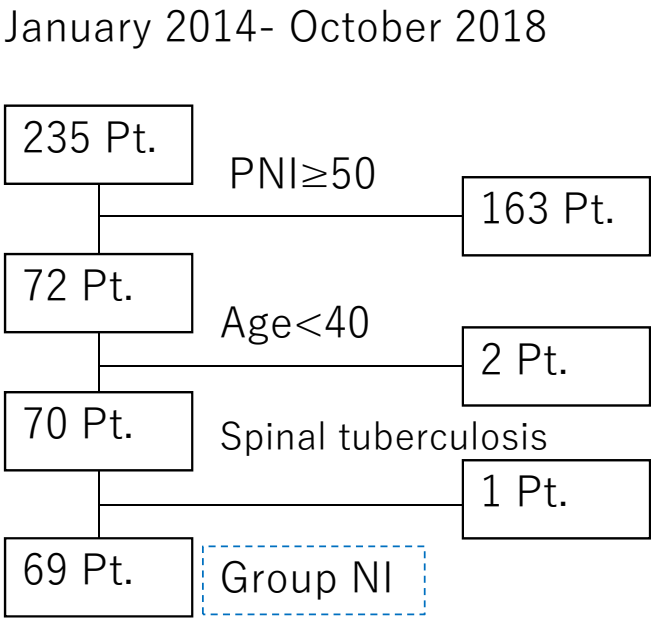 January 2014- October 2018
235 Pt.
PNI≥50
163 Pt.
72 Pt.
Age<40
2 Pt.
70 Pt.
Spinal tuberculosis
1 Pt.
69 Pt.
Group NI